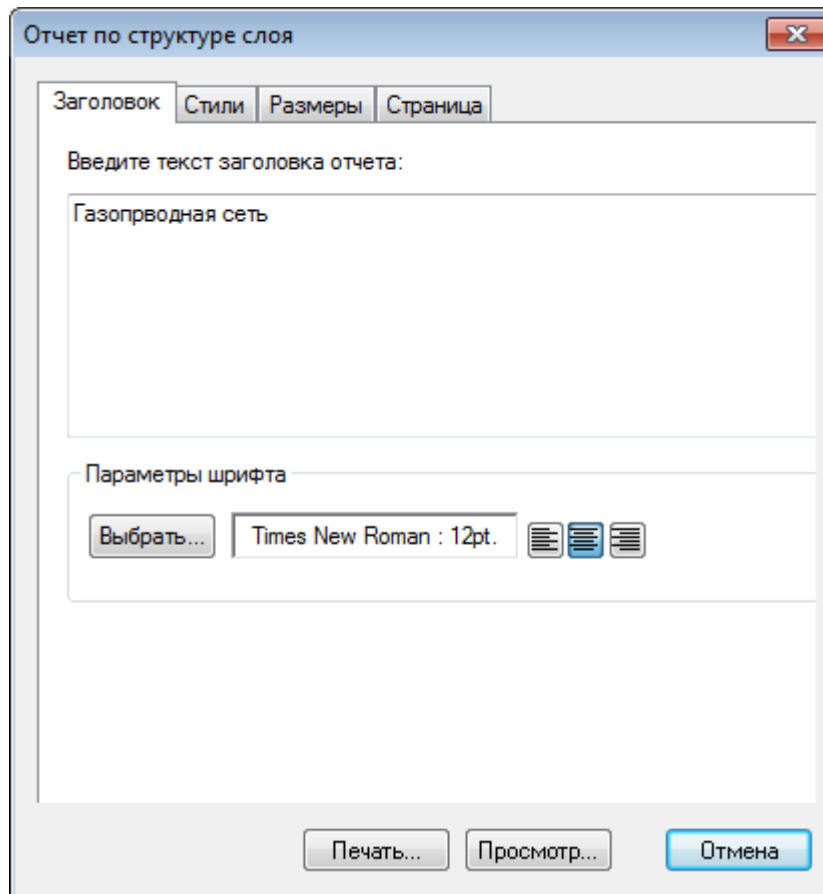 Отчет по структуре слоя
Заголовок Стили Размеры Страница
Введите текст заголовка отчета:
Газопрводная сеть
Параметры шрифта
Выбрать... Times New Roman : 12pt.
Печать... Просмотр... Отмена